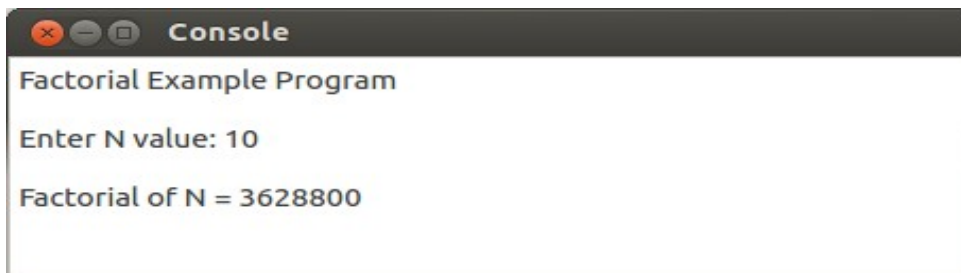 Console
Factorial Example Program
Enter N value: 10
Factorial of N = 3628800